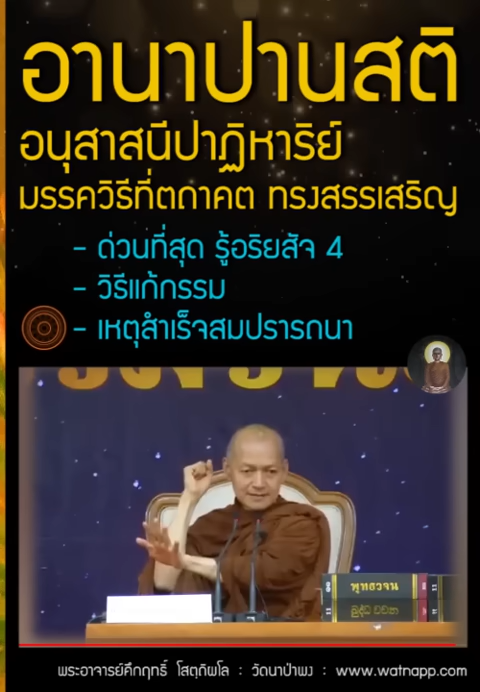 อานาปานสติ
อนุสาสนีปาฏิหาริย์
มรรควิธีที่ตถาคต ทรงสรรเสริญ
- ด่วนที่สุด รู้อริยสัจ 4
- วิธีแก้กรรม
- เหตุสำเร็จสมปรารถนา
พุทธวจน
พระอาจารย์คึกฤทธิ์ โสตฺถิผโล : วัดนาป่าพง : www.watnapp.com